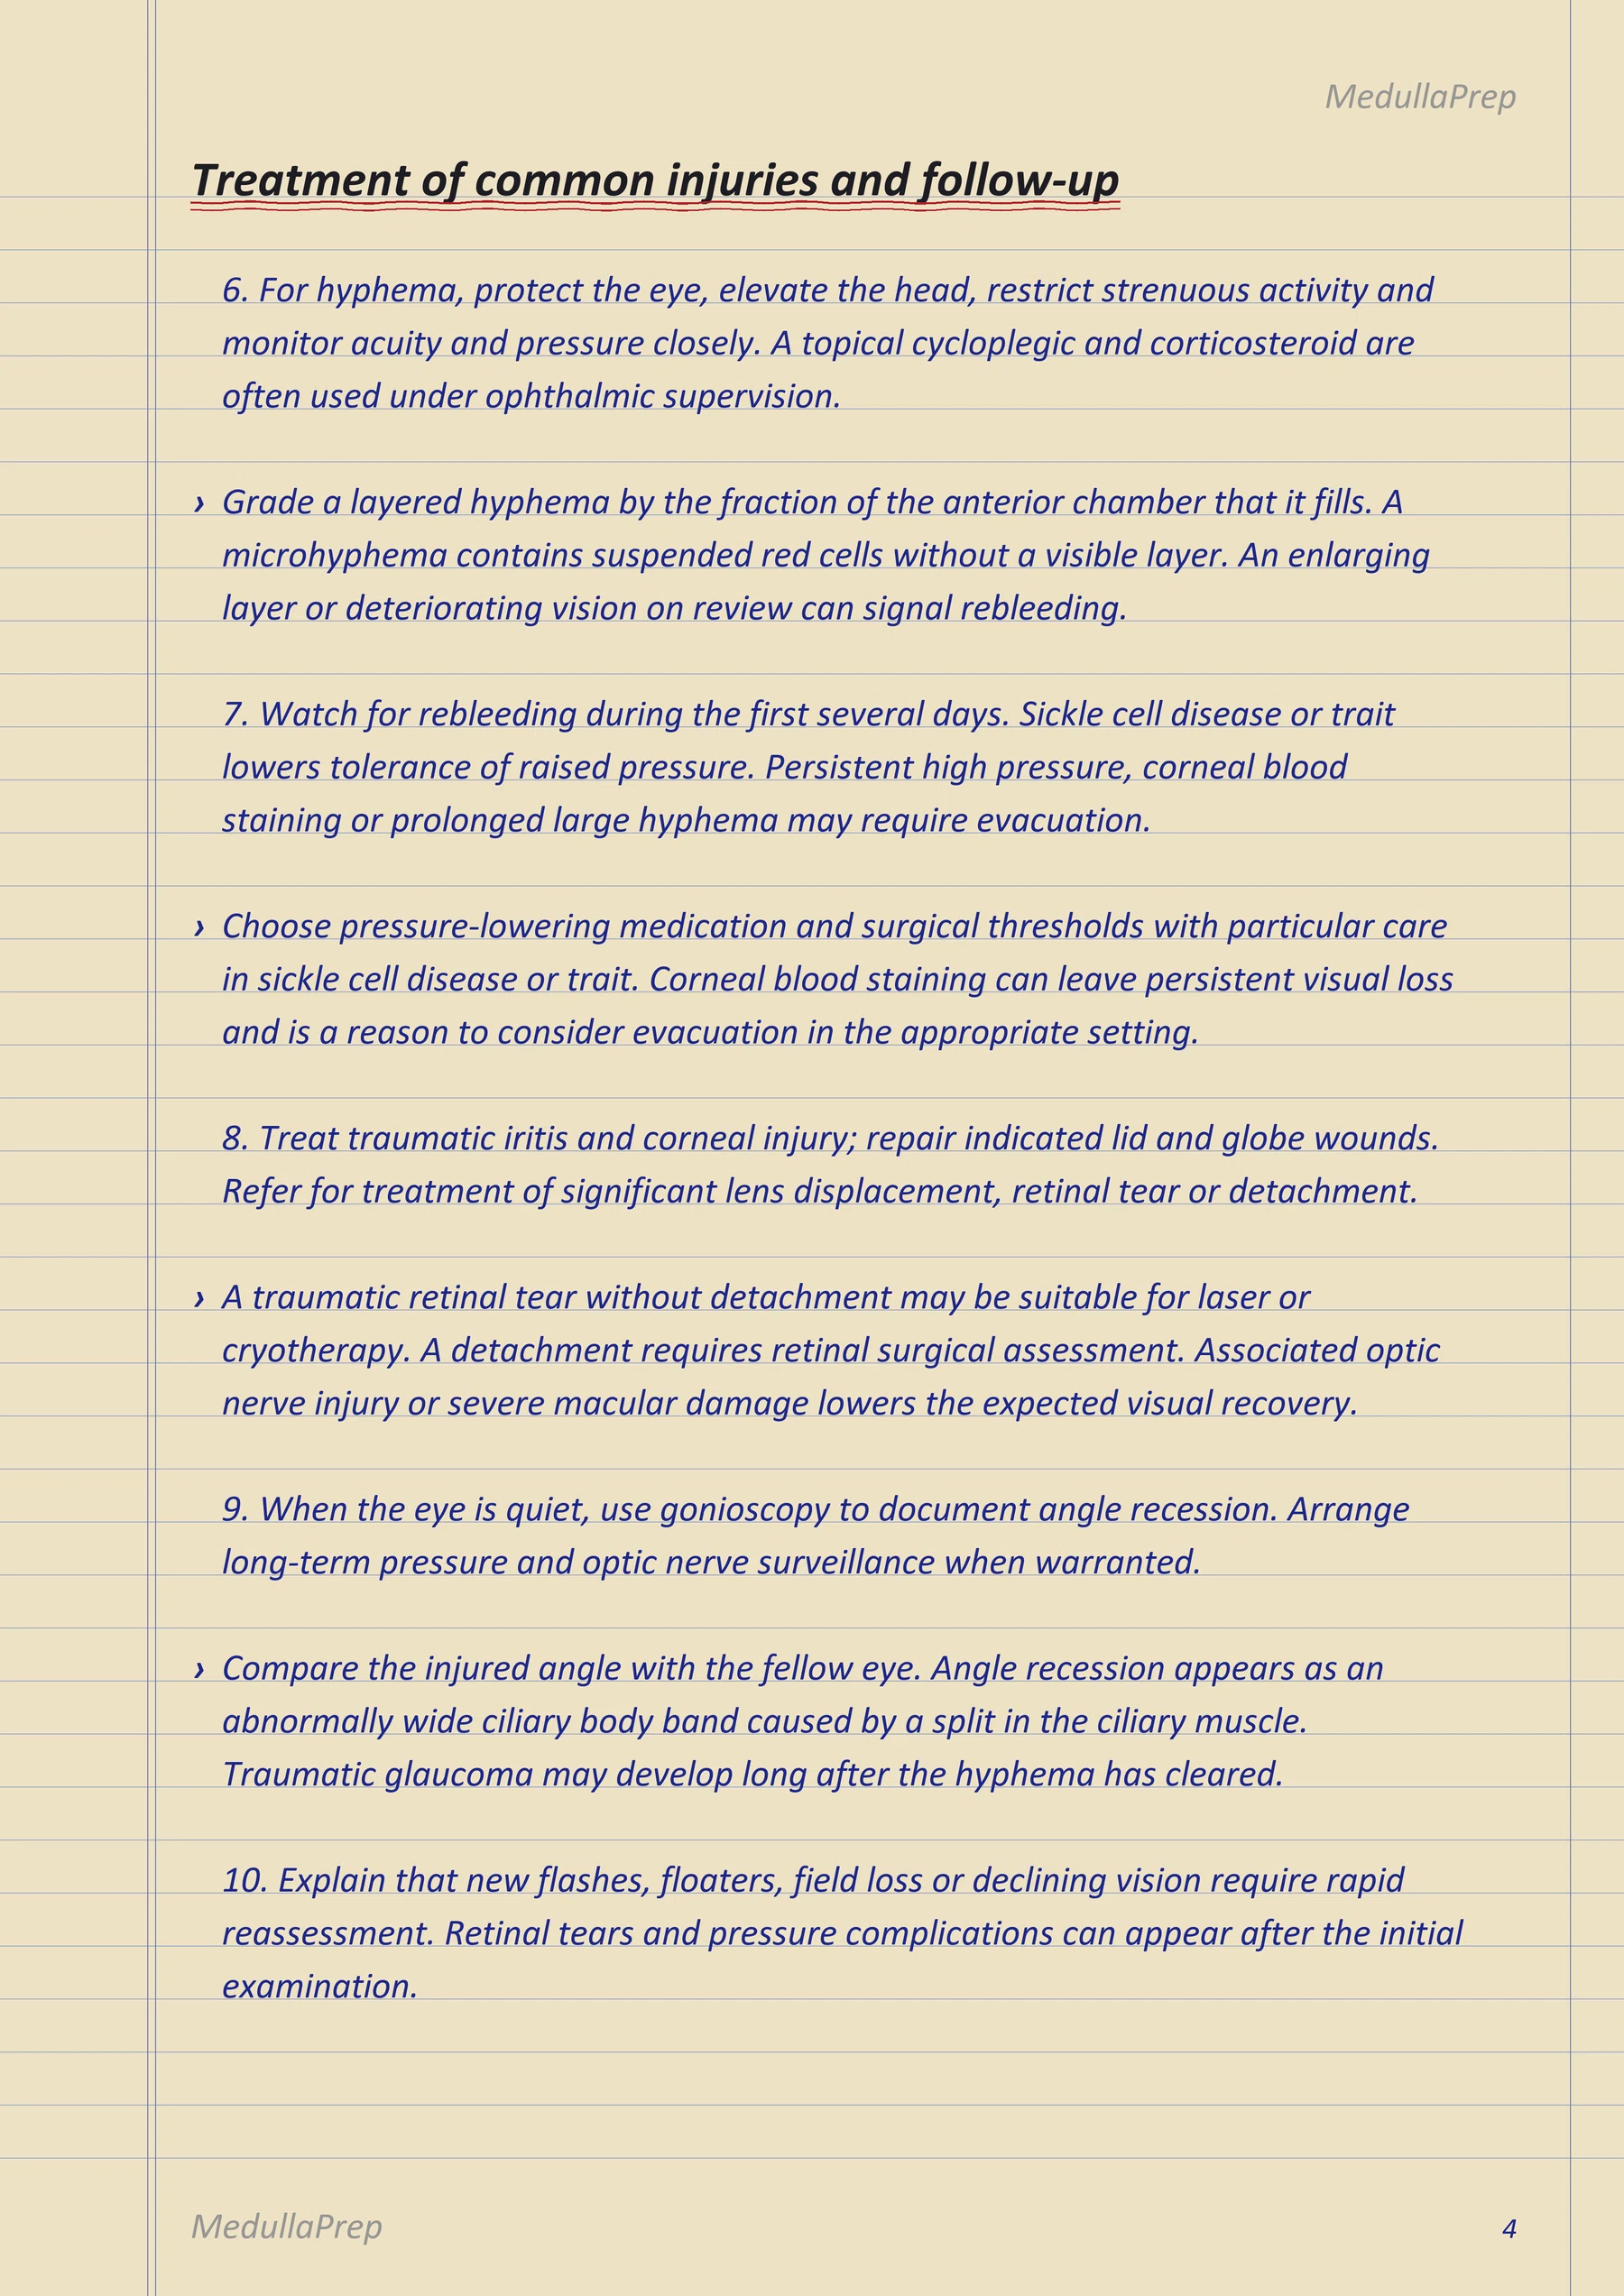 MedullaPrep
Treatment of common injuries and follow-up
6. For hyphema, protect the eye, elevate the head, restrict strenuous activity and
monitor acuity and pressure closely. A topical cycloplegic and corticosteroid are
often used under ophthalmic supervision.
› Grade a layered hyphema by the fraction of the anterior chamber that it fills. A
microhyphema contains suspended red cells without a visible layer. An enlarging
layer or deteriorating vision on review can signal rebleeding.
7. Watch for rebleeding during the first several days. Sickle cell disease or trait
lowers tolerance of raised pressure. Persistent high pressure, corneal blood
staining or prolonged large hyphema may require evacuation.
› Choose pressure-lowering medication and surgical thresholds with particular care
in sickle cell disease or trait. Corneal blood staining can leave persistent visual loss
and is a reason to consider evacuation in the appropriate setting.
8. Treat traumatic iritis and corneal injury; repair indicated lid and globe wounds.
Refer for treatment of significant lens displacement, retinal tear or detachment.
› A traumatic retinal tear without detachment may be suitable for laser or
cryotherapy. A detachment requires retinal surgical assessment. Associated optic
nerve injury or severe macular damage lowers the expected visual recovery.
9. When the eye is quiet, use gonioscopy to document angle recession. Arrange
long-term pressure and optic nerve surveillance when warranted.
› Compare the injured angle with the fellow eye. Angle recession appears as an
abnormally wide ciliary body band caused by a split in the ciliary muscle.
Traumatic glaucoma may develop long after the hyphema has cleared.
10. Explain that new flashes, floaters, field loss or declining vision require rapid
reassessment. Retinal tears and pressure complications can appear after the initial
examination.
MedullaPrep
4